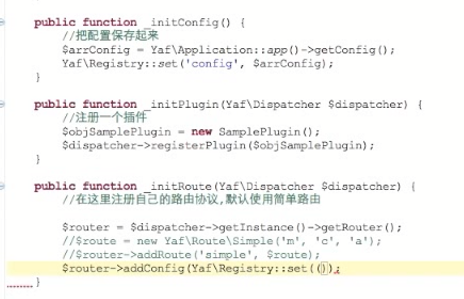 public function _initConfig() {
//把配置保存起来
$arrConfig = Yaf\Application::app()->getConfig();
Yaf\Registry::set('config', $arrConfig);
}
public function _initPlugin(Yaf\Dispatcher $dispatcher) {
//注册一个插件
$objSamplePlugin = new SamplePlugin();
$dispatcher->registerPlugin($objSamplePlugin);
}
public function _initRoute(Yaf\Dispatcher $dispatcher) {
//在这里注册自己的路由协议,默认使用简单路由
$router = $dispatcher->getInstance()->getRouter();
//$route = new Yaf\Route\Simple('m', 'c', 'a');
//$router->addRoute('simple', $route);
$router->addConfig(Yaf\Registry::set(());
}